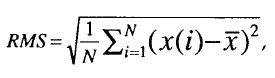 RMS=√(1/N ∑_{i=1}^{N}(x(i)−x̅)²),